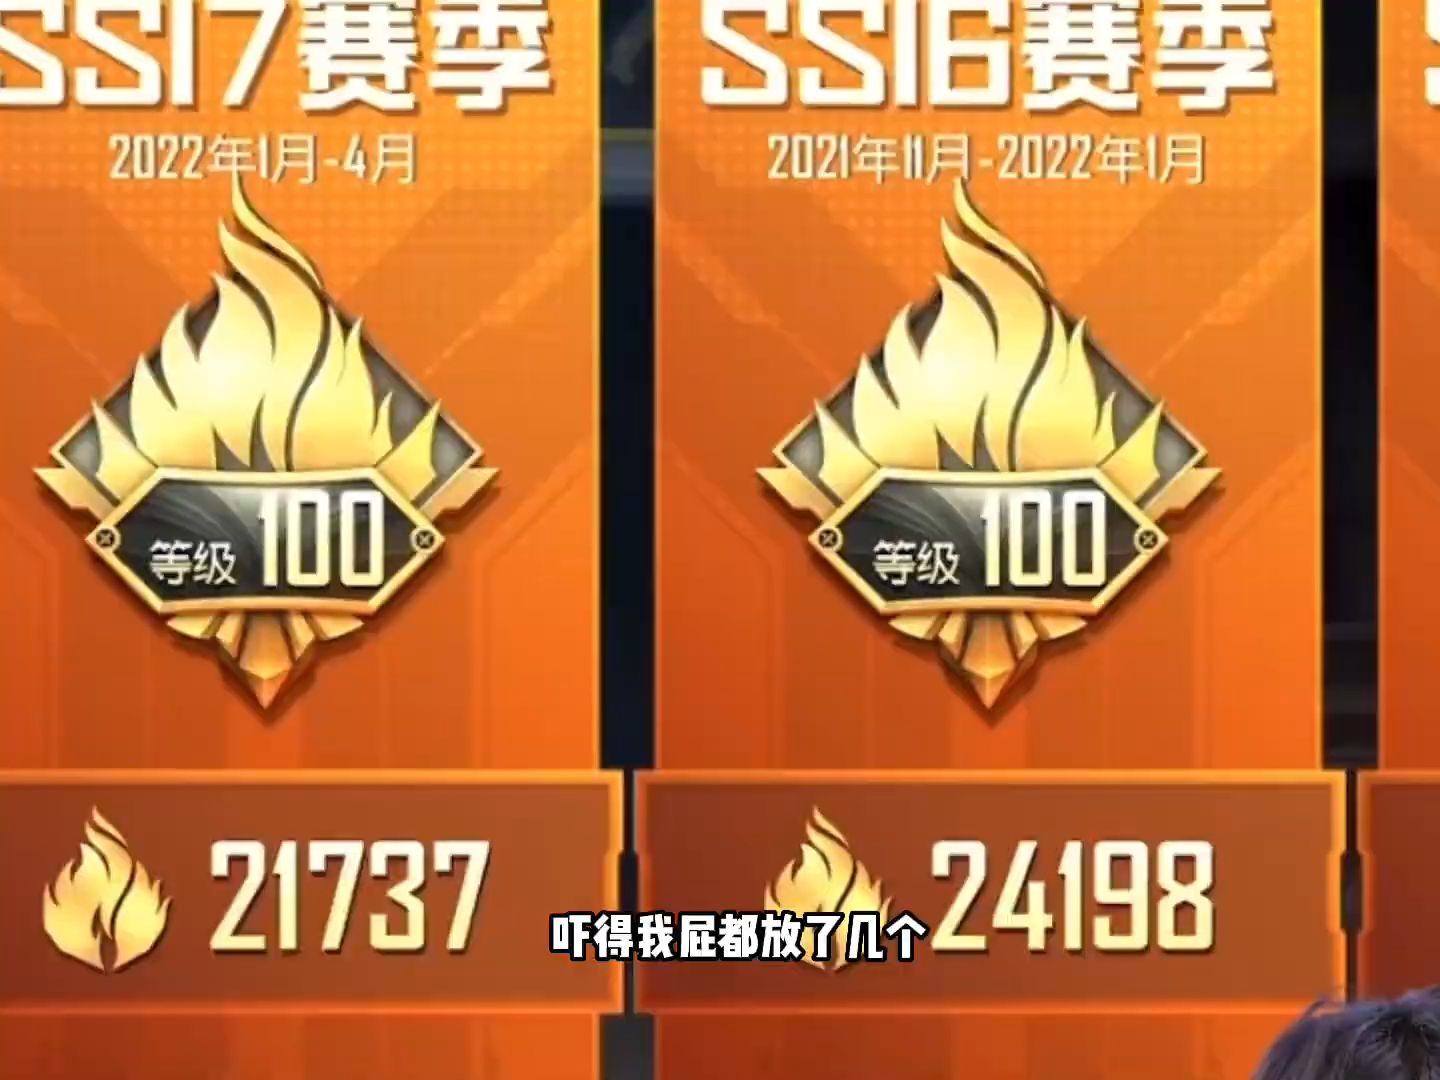 SS17赛季
2022年1月-4月
等级 100
21737
SS16赛季
2021年11月-2022年1月
等级 100
24198
吓得我屁都放了几个